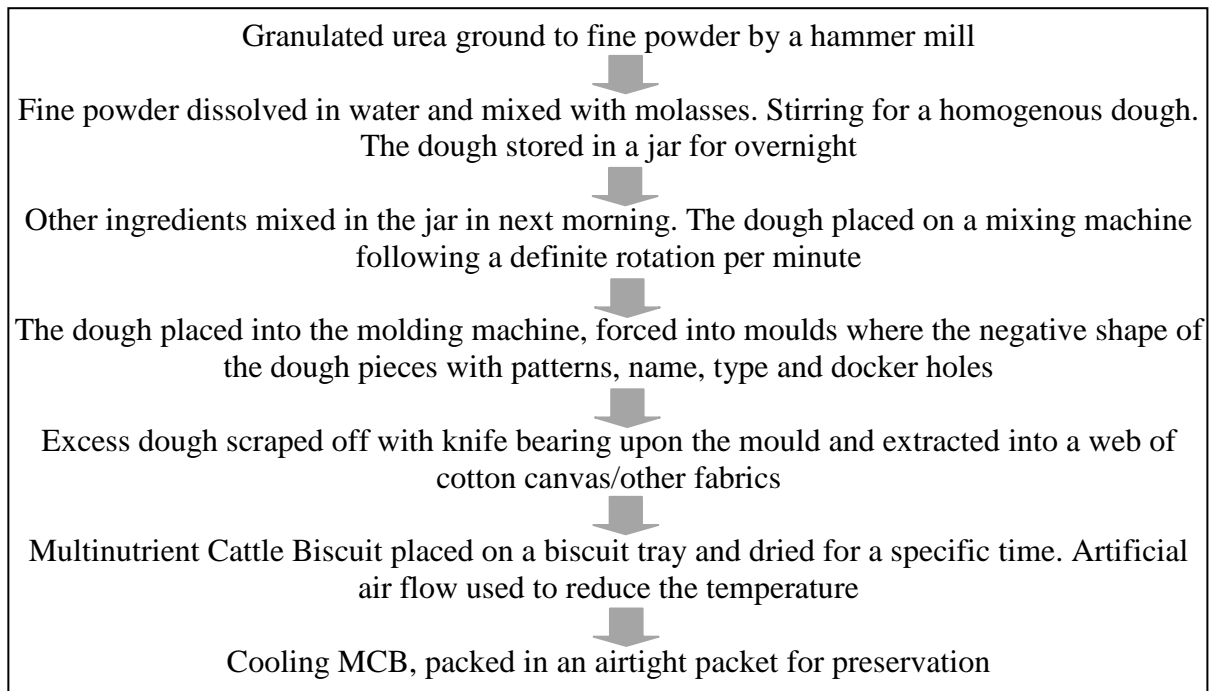 Granulated urea ground to fine powder by a hammer mill
Fine powder dissolved in water and mixed with molasses. Stirring for a homogenous dough.
The dough stored in a jar for overnight
Other ingredients mixed in the jar in next morning. The dough placed on a mixing machine
following a definite rotation per minute
The dough placed into the molding machine, forced into moulds where the negative shape of
the dough pieces with patterns, name, type and docker holes
Excess dough scraped off with knife bearing upon the mould and extracted into a web of
cotton canvas/other fabrics
Multinutrient Cattle Biscuit placed on a biscuit tray and dried for a specific time. Artificial
air flow used to reduce the temperature
Cooling MCB, packed in an airtight packet for preservation